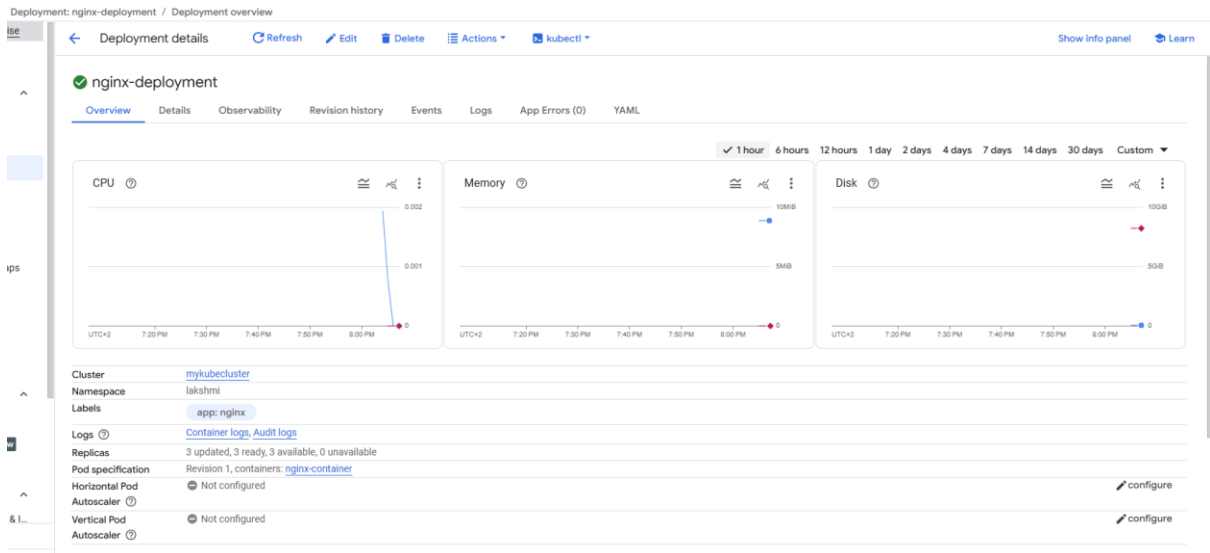 Deployment: nginx-deployment / Deployment overview
ise
Deployment details Refresh Edit Delete Actions kubectl Show info panel Learn
nginx-deployment
Overview Details Observability Revision history Events Logs App Errors (0) YAML
1 hour 6 hours 12 hours 1 day 2 days 4 days 7 days 14 days 30 days Custom
CPU
0.002
0.001
0
UTC+2 7:20 PM 7:30 PM 7:40 PM 7:50 PM 8:00 PM
Memory
10MiB
5MiB
0
UTC+2 7:20 PM 7:30 PM 7:40 PM 7:50 PM 8:00 PM
Disk
10GiB
5GiB
0
UTC+2 7:20 PM 7:30 PM 7:40 PM 7:50 PM 8:00 PM
aps
Cluster mykubecluster
Namespace lakshmi
Labels app: nginx
Logs Container logs, Audit logs
w
Replicas 3 updated, 3 ready, 3 available, 0 unavailable
Pod specification Revision 1, containers: nginx-container
Horizontal Pod Not configured configure
Autoscaler
& I...
Vertical Pod Not configured configure
Autoscaler